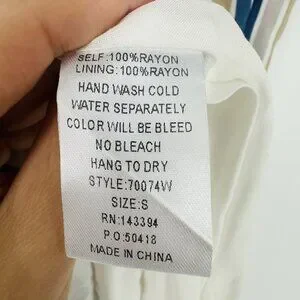 SELF:100%RAYON
LINING:100%RAYON
HAND WASH COLD
WATER SEPARATELY
COLOR WILL BE BLEED
NO BLEACH
HANG TO DRY
STYLE:70074W
SIZE:S
RN:143394
P.O:50418
MADE IN CHINA